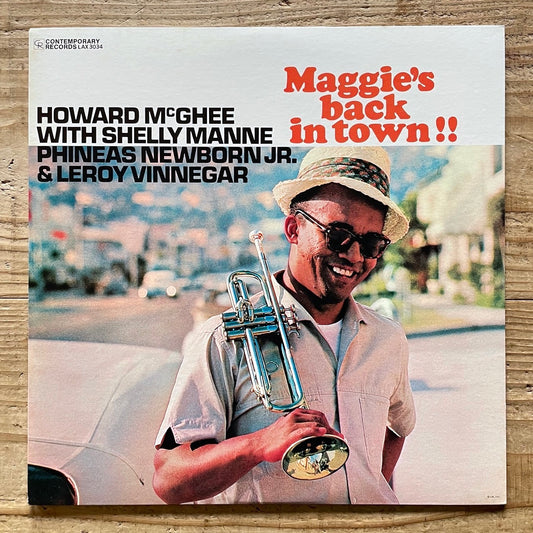 CONTEMPORARY
RECORDS LAX 3034
Maggie's
back
in town!!
HOWARD McGHEE
WITH SHELLY MANNE
PHINEAS NEWBORN JR.
& LEROY VINNEGAR